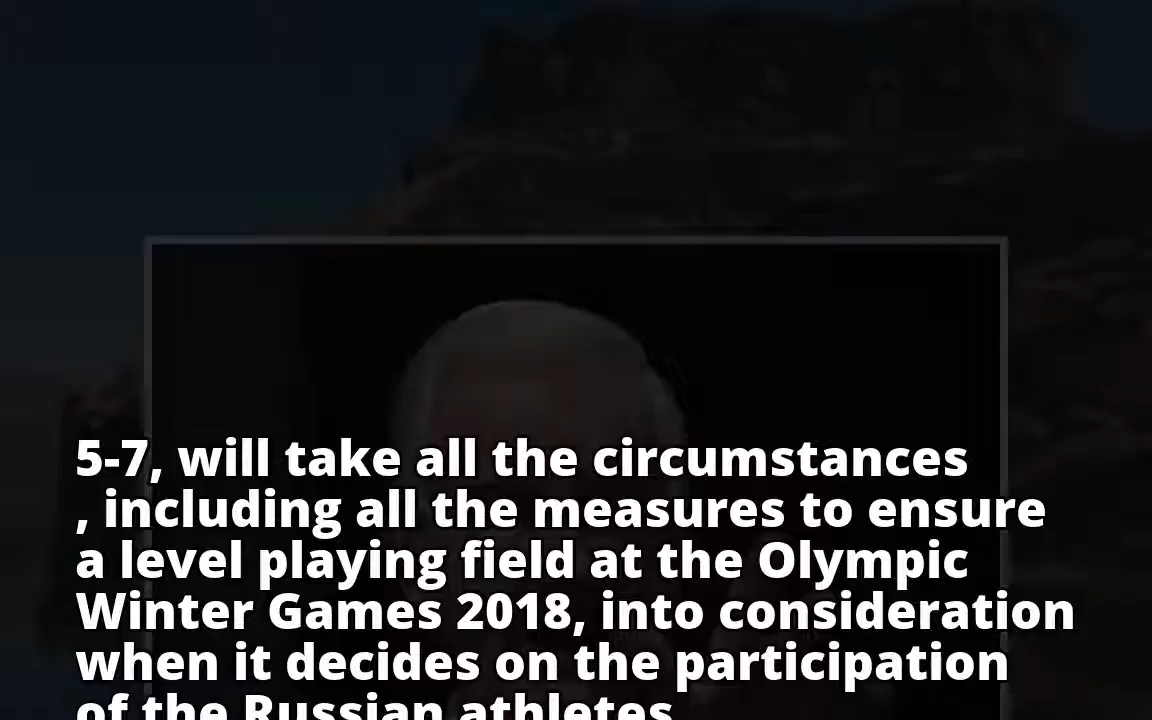 5-7, will take all the circumstances
, including all the measures to ensure
a level playing field at the Olympic
Winter Games 2018, into consideration
when it decides on the participation
of the Russian athletes